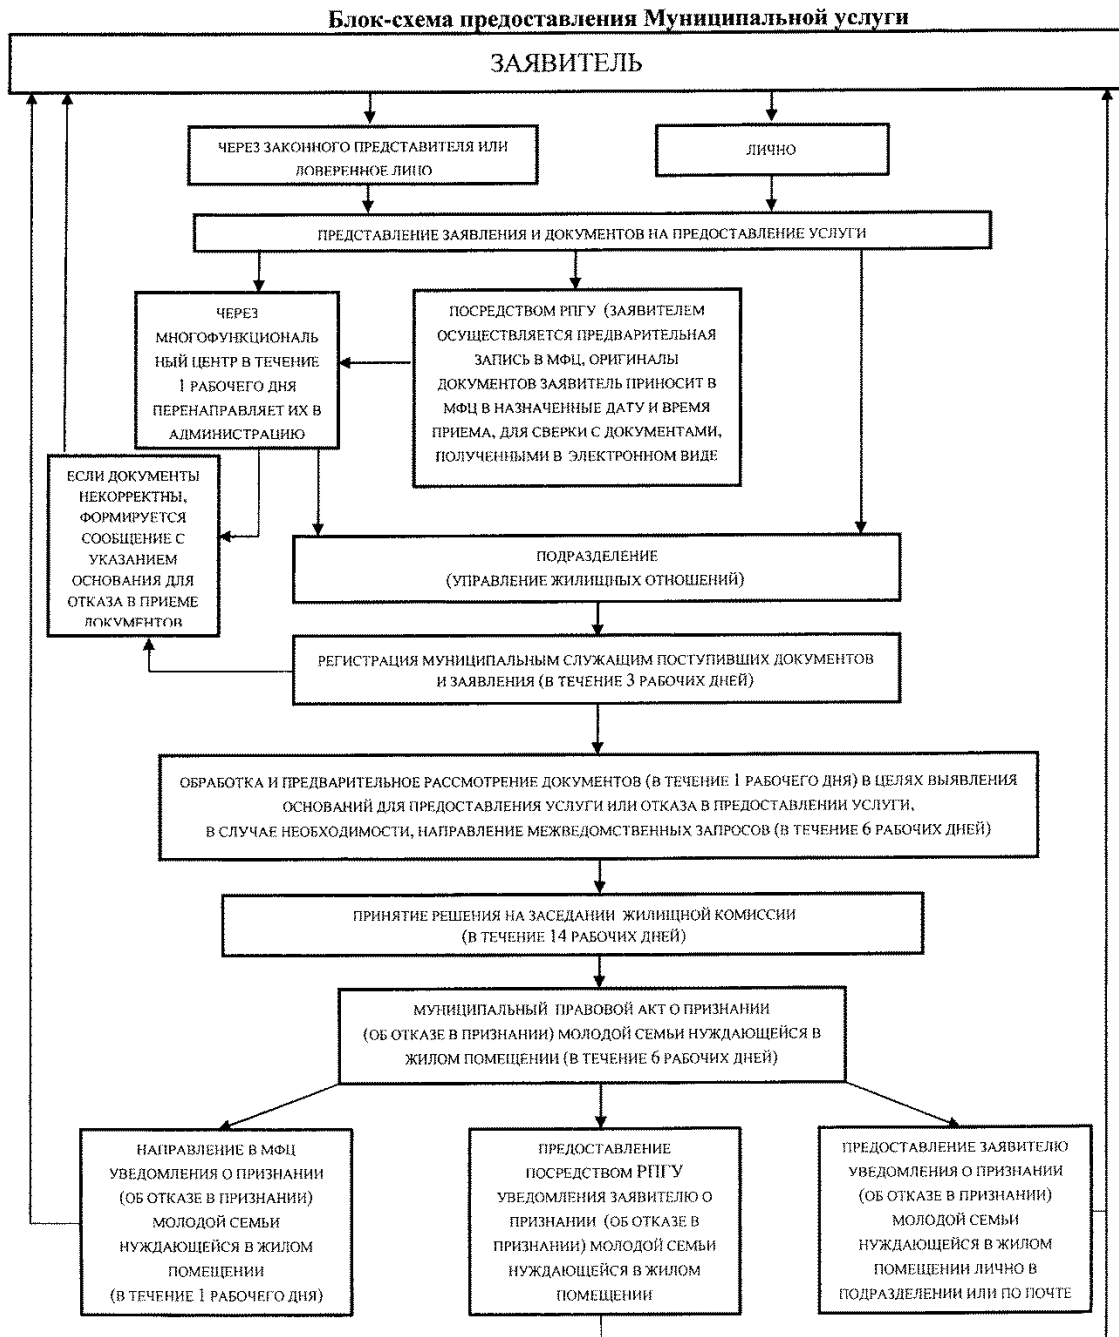 Блок-схема предоставления Муниципальной услуги
ЗАЯВИТЕЛЬ
ЧЕРЕЗ ЗАКОННОГО ПРЕДСТАВИТЕЛЯ ИЛИ
ДОВЕРЕННОЕ ЛИЦО
ЛИЧНО
ПРЕДСТАВЛЕНИЕ ЗАЯВЛЕНИЯ И ДОКУМЕНТОВ НА ПРЕДОСТАВЛЕНИЕ УСЛУГИ
ЧЕРЕЗ
МНОГОФУНКЦИОНАЛЬ
НЫЙ ЦЕНТР В ТЕЧЕНИЕ
1 РАБОЧЕГО ДНЯ
ПЕРЕНАПРАВЛЯЕТ ИХ В
АДМИНИСТРАЦИЮ
ПОСРЕДСТВОМ РПГУ (ЗАЯВИТЕЛЕМ
ОСУЩЕСТВЛЯЕТСЯ ПРЕДВАРИТЕЛЬНАЯ
ЗАПИСЬ В МФЦ, ОРИГИНАЛЫ
ДОКУМЕНТОВ ЗАЯВИТЕЛЬ ПРИНОСИТ В
МФЦ В НАЗНАЧЕННЫЕ ДАТУ И ВРЕМЯ
ПРИЕМА, ДЛЯ СВЕРКИ С ДОКУМЕНТАМИ,
ПОЛУЧЕННЫМИ В ЭЛЕКТРОННОМ ВИДЕ
ЕСЛИ ДОКУМЕНТЫ
НЕКОРРЕКТНЫ,
ФОРМИРУЕТСЯ
СООБЩЕНИЕ С
УКАЗАНИЕМ
ОСНОВАНИЯ ДЛЯ
ОТКАЗА В ПРИЕМЕ
ДОКУМЕНТОВ
ПОДРАЗДЕЛЕНИЕ
(УПРАВЛЕНИЕ ЖИЛИЩНЫХ ОТНОШЕНИЙ)
РЕГИСТРАЦИЯ МУНИЦИПАЛЬНЫМ СЛУЖАЩИМ ПОСТУПИВШИХ ДОКУМЕНТОВ
И ЗАЯВЛЕНИЯ (В ТЕЧЕНИЕ 3 РАБОЧИХ ДНЕЙ)
ОБРАБОТКА И ПРЕДВАРИТЕЛЬНОЕ РАССМОТРЕНИЕ ДОКУМЕНТОВ (В ТЕЧЕНИЕ 1 РАБОЧЕГО ДНЯ) В ЦЕЛЯХ ВЫЯВЛЕНИЯ
ОСНОВАНИЙ ДЛЯ ПРЕДОСТАВЛЕНИЯ УСЛУГИ ИЛИ ОТКАЗА В ПРЕДОСТАВЛЕНИИ УСЛУГИ,
В СЛУЧАЕ НЕОБХОДИМОСТИ, НАПРАВЛЕНИЕ МЕЖВЕДОМСТВЕННЫХ ЗАПРОСОВ (В ТЕЧЕНИЕ 6 РАБОЧИХ ДНЕЙ)
ПРИНЯТИЕ РЕШЕНИЯ НА ЗАСЕДАНИИ ЖИЛИЩНОЙ КОМИССИИ
(В ТЕЧЕНИЕ 14 РАБОЧИХ ДНЕЙ)
МУНИЦИПАЛЬНЫЙ ПРАВОВОЙ АКТ О ПРИЗНАНИИ
(ОБ ОТКАЗЕ В ПРИЗНАНИИ) МОЛОДОЙ СЕМЬИ НУЖДАЮЩЕЙСЯ В
ЖИЛОМ ПОМЕЩЕНИИ (В ТЕЧЕНИЕ 6 РАБОЧИХ ДНЕЙ)
НАПРАВЛЕНИЕ В МФЦ
УВЕДОМЛЕНИЯ О ПРИЗНАНИИ
(ОБ ОТКАЗЕ В ПРИЗНАНИИ)
МОЛОДОЙ СЕМЬИ
НУЖДАЮЩЕЙСЯ В ЖИЛОМ
ПОМЕЩЕНИИ
(В ТЕЧЕНИЕ 1 РАБОЧЕГО ДНЯ)
ПРЕДОСТАВЛЕНИЕ
ПОСРЕДСТВОМ РПГУ
УВЕДОМЛЕНИЯ ЗАЯВИТЕЛЮ О
ПРИЗНАНИИ (ОБ ОТКАЗЕ В
ПРИЗНАНИИ) МОЛОДОЙ СЕМЬИ
НУЖДАЮЩЕЙСЯ В ЖИЛОМ
ПОМЕЩЕНИИ
ПРЕДОСТАВЛЕНИЕ ЗАЯВИТЕЛЮ
УВЕДОМЛЕНИЯ О ПРИЗНАНИИ
(ОБ ОТКАЗЕ В ПРИЗНАНИИ)
МОЛОДОЙ СЕМЬИ
НУЖДАЮЩЕЙСЯ В ЖИЛОМ
ПОМЕЩЕНИИ ЛИЧНО В
ПОДРАЗДЕЛЕНИИ ИЛИ ПО ПОЧТЕ